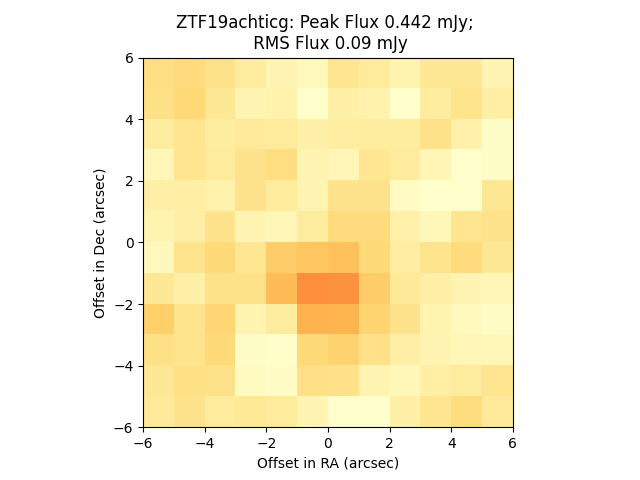 ZTF19achticg: Peak Flux 0.442 mJy;
RMS Flux 0.09 mJy
6
4
2
0
−2
−4
−6
Offset in Dec (arcsec)
−6 −4 −2 0 2 4 6
Offset in RA (arcsec)